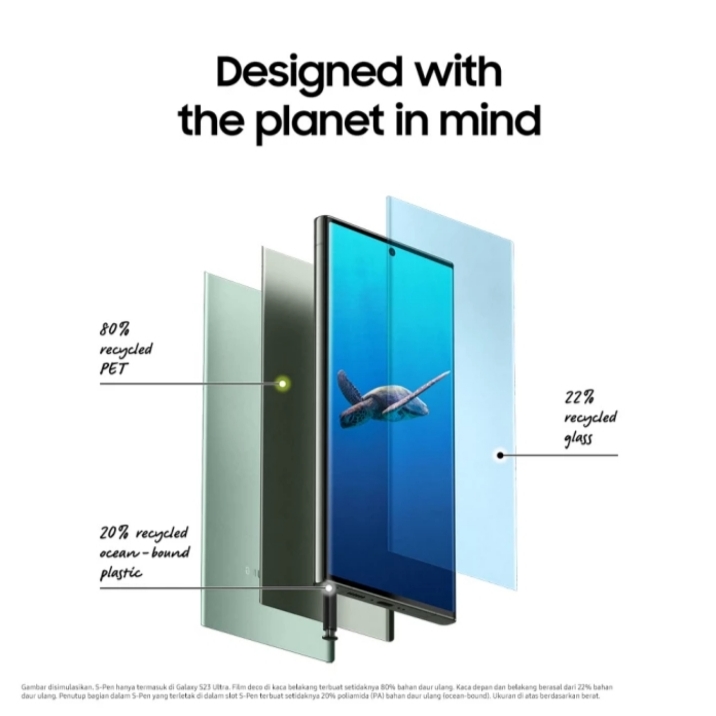 Designed with
the planet in mind
80%
recycled
PET
22%
recycled
glass
20% recycled
ocean-bound
plastic
Gambar disimulasikan. S-Pen hanya termasuk di Galaxy S23 Ultra. Film deco di kaca belakang terbuat setidaknya 80% bahan daur ulang. Kaca depan dan belakang berasal dari 22% bahan
daur ulang. Penutup bagian dalam S-Pen yang terletak di dalam slot S-Pen terbuat setidaknya 20% poliamida (PA) bahan daur ulang (ocean-bound). Ukuran di atas berdasarkan berat.